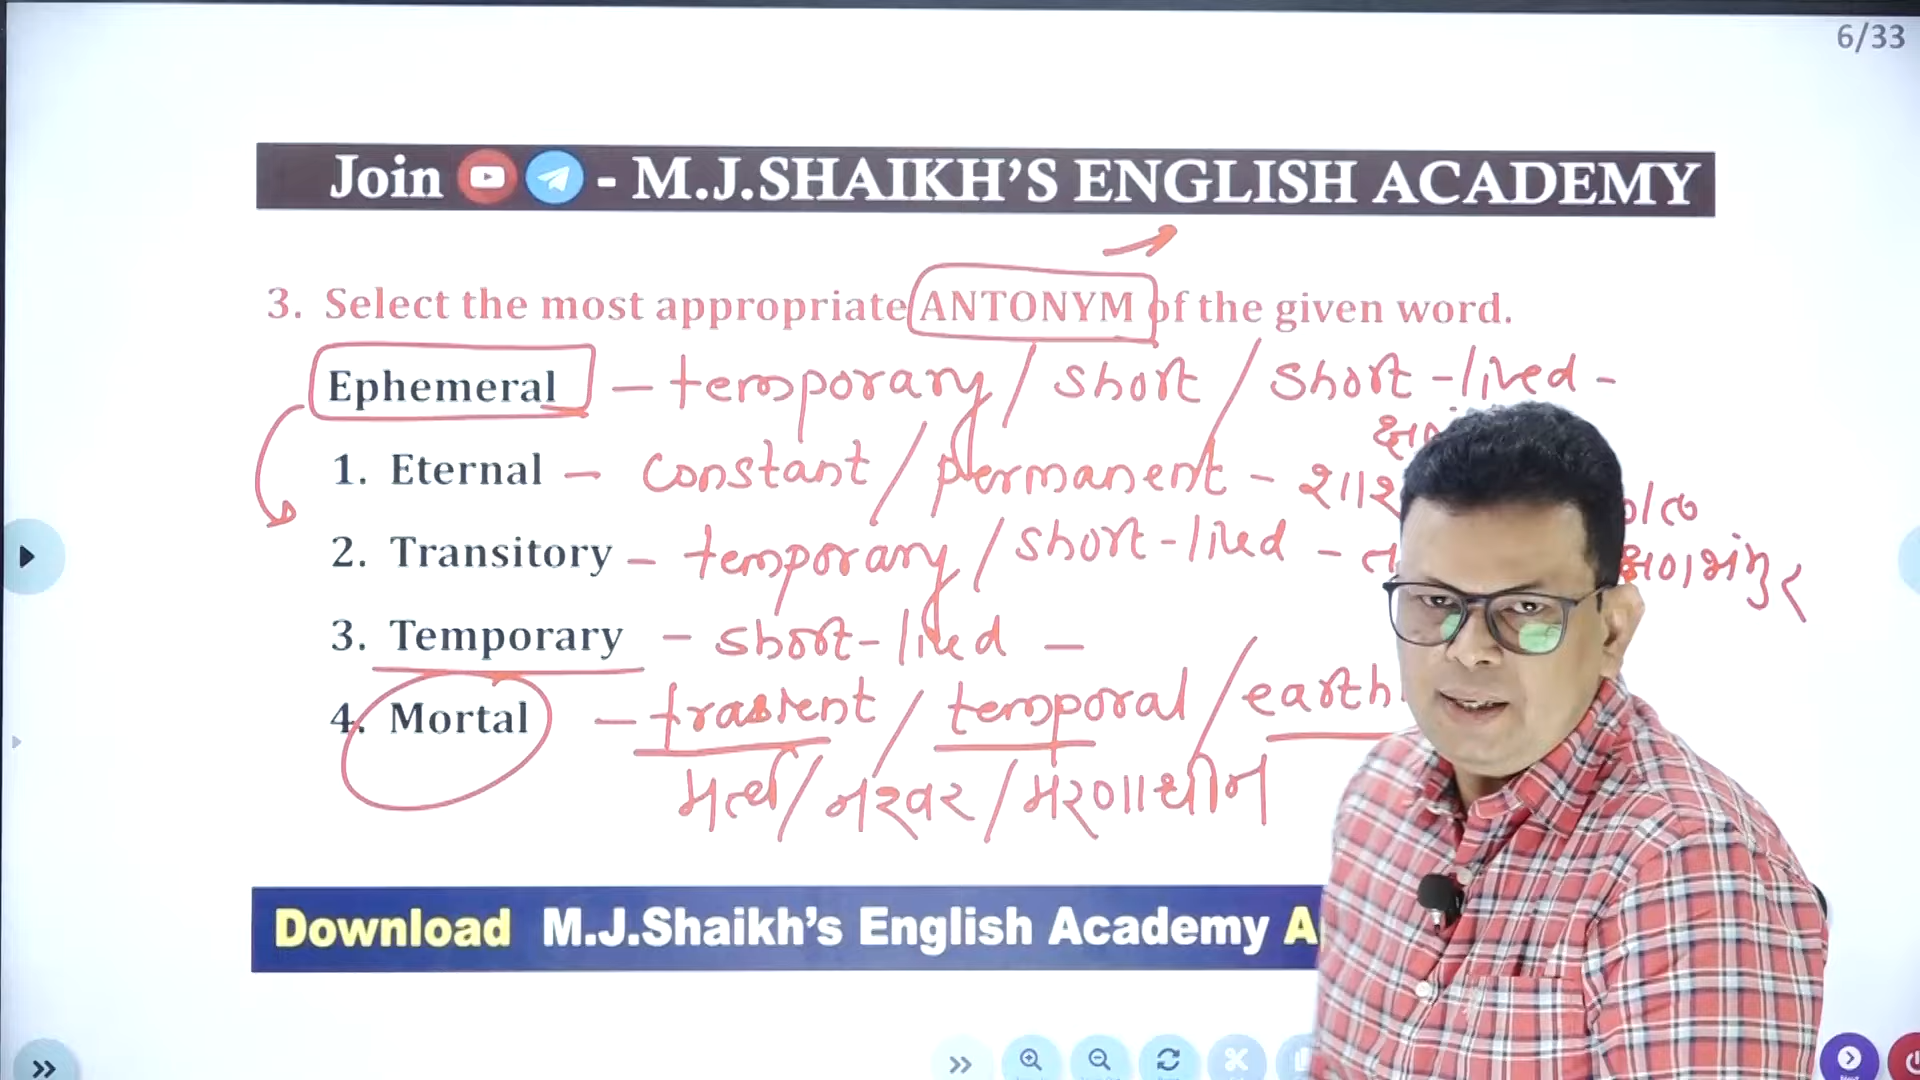 6/33
Join - M.J.SHAIKH'S ENGLISH ACADEMY
3. Select the most appropriate ANTONYM of the given word.
Ephemeral - temporary / short / short-lived -
1. Eternal - constant / permanent -
2. Transitory - temporary / short-lived -
3. Temporary - short-lived -
4. Mortal - transient / temporal /
મર્ત્ય / નશ્વર / મરણાધીન
Download M.J.Shaikh's English Academy